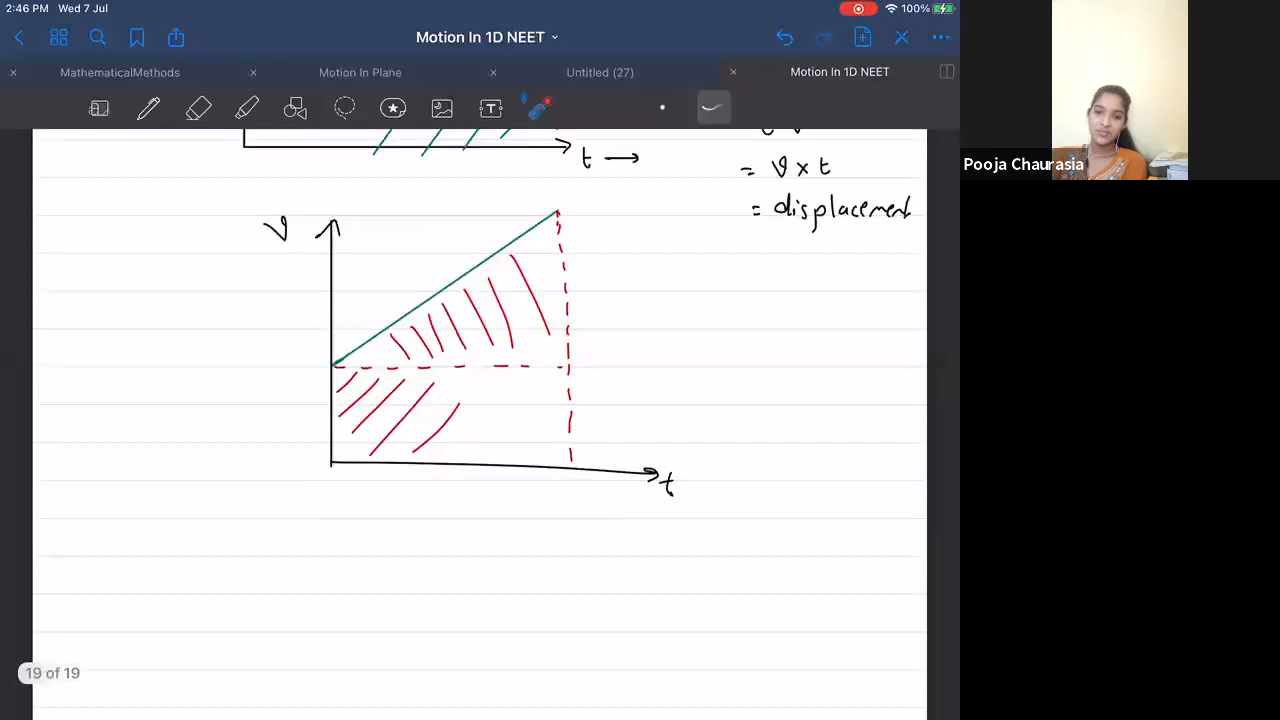 2:46 PM Wed 7 Jul
100%
Motion In 1D NEET
MathematicalMethods
Motion In Plane
Untitled (27)
Motion In 1D NEET
Pooja Chaurasia
t →
= v × t
= displacement
v
t
19 of 19